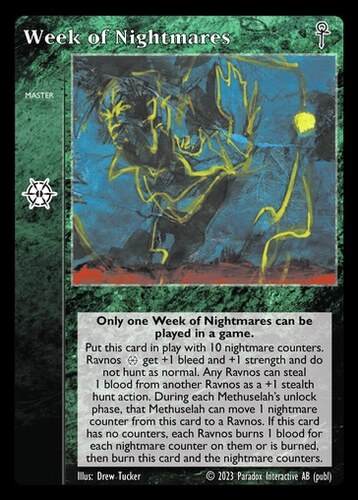 Week of Nightmares
MASTER
Only one Week of Nightmares can be
played in a game.
Put this card in play with 10 nightmare counters.
Ravnos get +1 bleed and +1 strength and do
not hunt as normal. Any Ravnos can steal
1 blood from another Ravnos as a +1 stealth
hunt action. During each Methuselah's unlock
phase, that Methuselah can move 1 nightmare
counter from this card to a Ravnos. If this card
has no counters, each Ravnos burns 1 blood for
each nightmare counter on them or is burned,
then burn this card and the nightmare counters.
Illus: Drew Tucker © 2023 Paradox Interactive AB (publ)